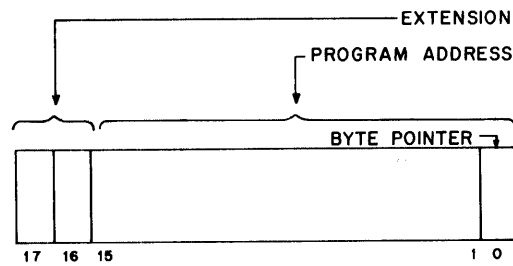 EXTENSION
PROGRAM ADDRESS
BYTE POINTER
17 16 15 1 0